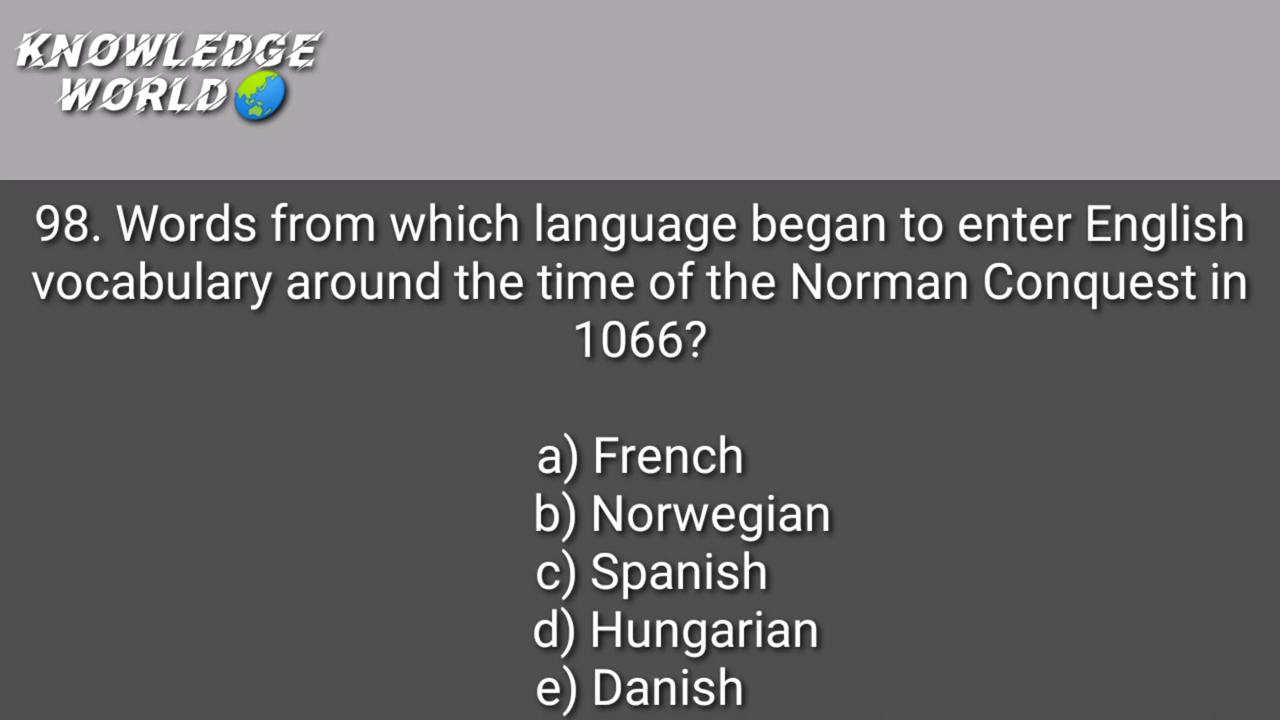 KNOWLEDGE
WORLD
98. Words from which language began to enter English
vocabulary around the time of the Norman Conquest in
1066?
a) French
b) Norwegian
c) Spanish
d) Hungarian
e) Danish